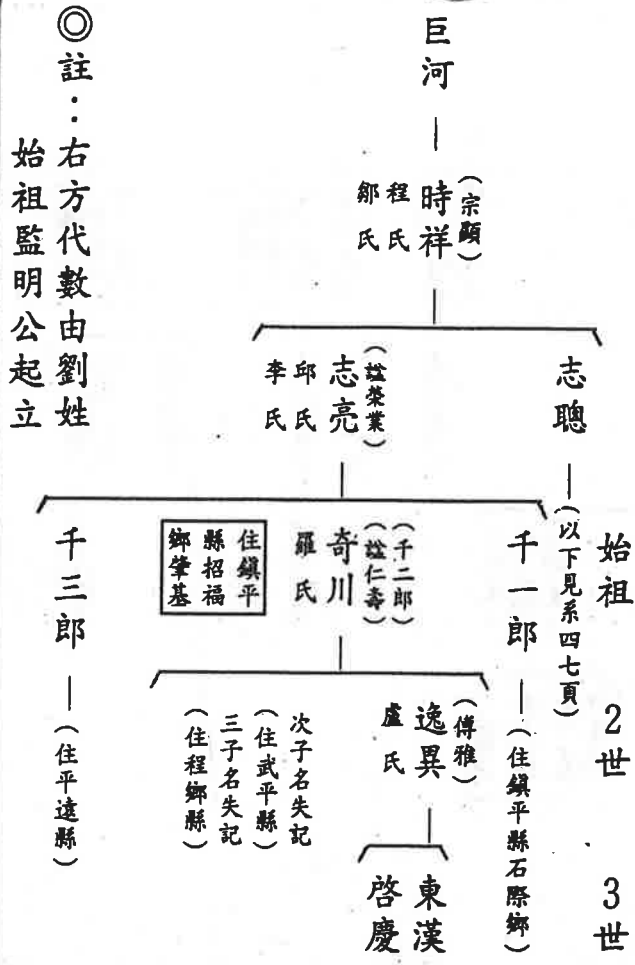 始祖
2世
3世
巨河
(宗顯)
時祥
程氏
鄒氏
志聰
(以下見系四七頁)
(諡榮業)
志亮
邱氏
李氏
千一郎
(住鎮平縣石際鄉)
(千二郎)
(諡仁壽)
奇川
羅氏
住鎮平
縣招福
鄉肇基
千三郎
(住平遠縣)
(傅雅)
逸異
盧氏
次子名失記
(住武平縣)
三子名失記
(住程鄉縣)
東漢
啓慶
◎註:右方代數由劉姓
始祖監明公起立